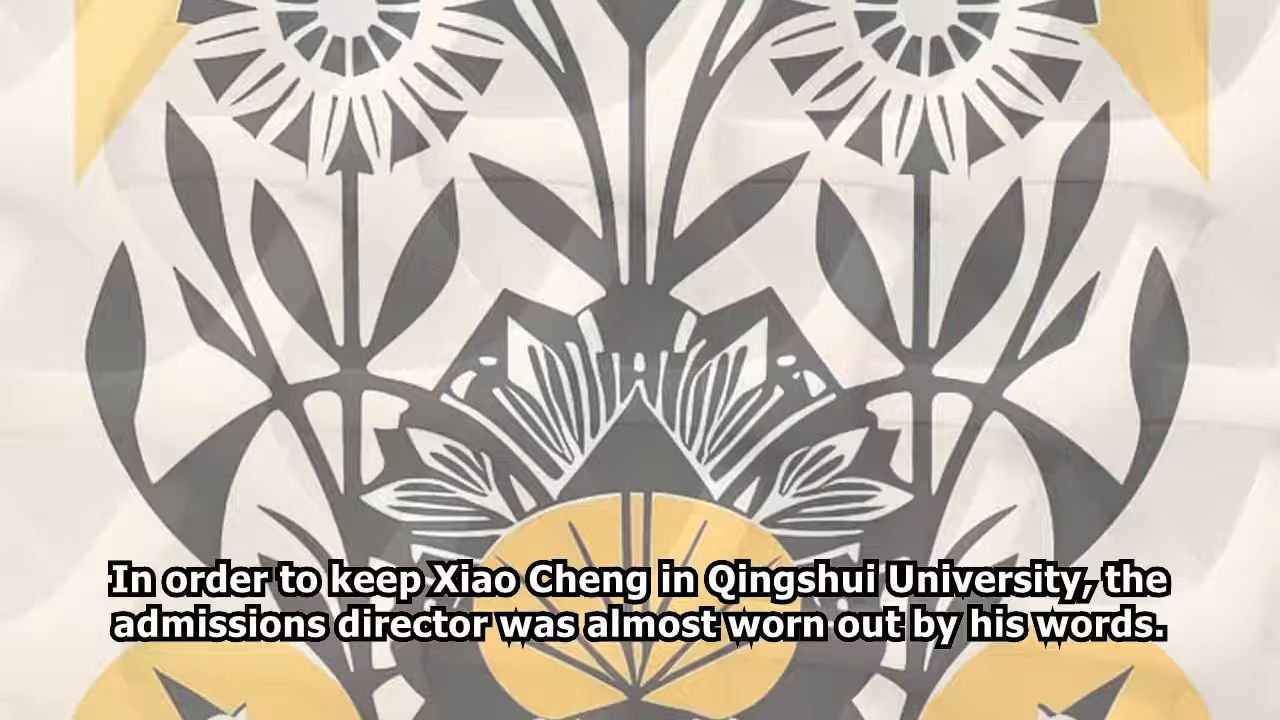 In order to keep Xiao Cheng in Qingshui University, the
admissions director was almost worn out by his words.